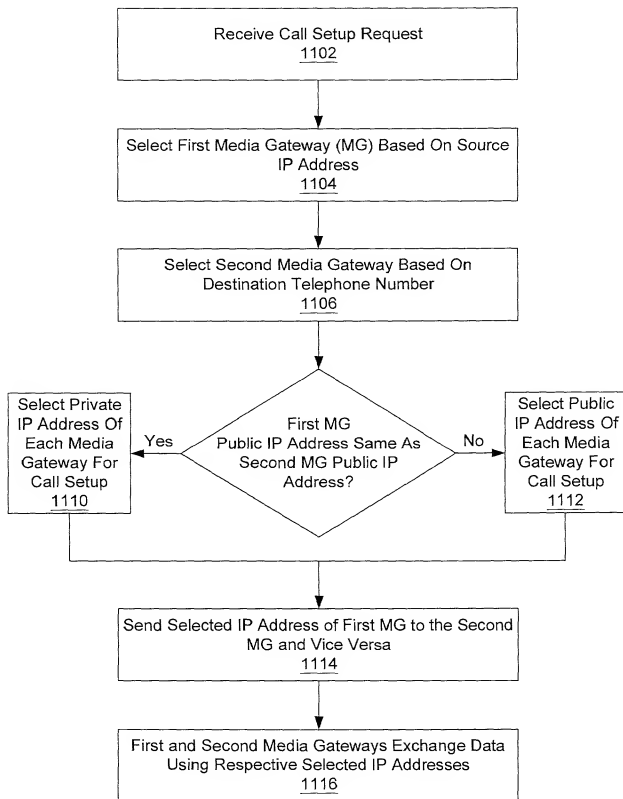 Receive Call Setup Request
1102
Select First Media Gateway (MG) Based On Source
IP Address
1104
Select Second Media Gateway Based On
Destination Telephone Number
1106
First MG
Public IP Address Same As
Second MG Public IP
Address?
Yes
No
Select Private
IP Address Of
Each Media
Gateway For
Call Setup
1110
Select Public
IP Address Of
Each Media
Gateway For
Call Setup
1112
Send Selected IP Address of First MG to the Second
MG and Vice Versa
1114
First and Second Media Gateways Exchange Data
Using Respective Selected IP Addresses
1116